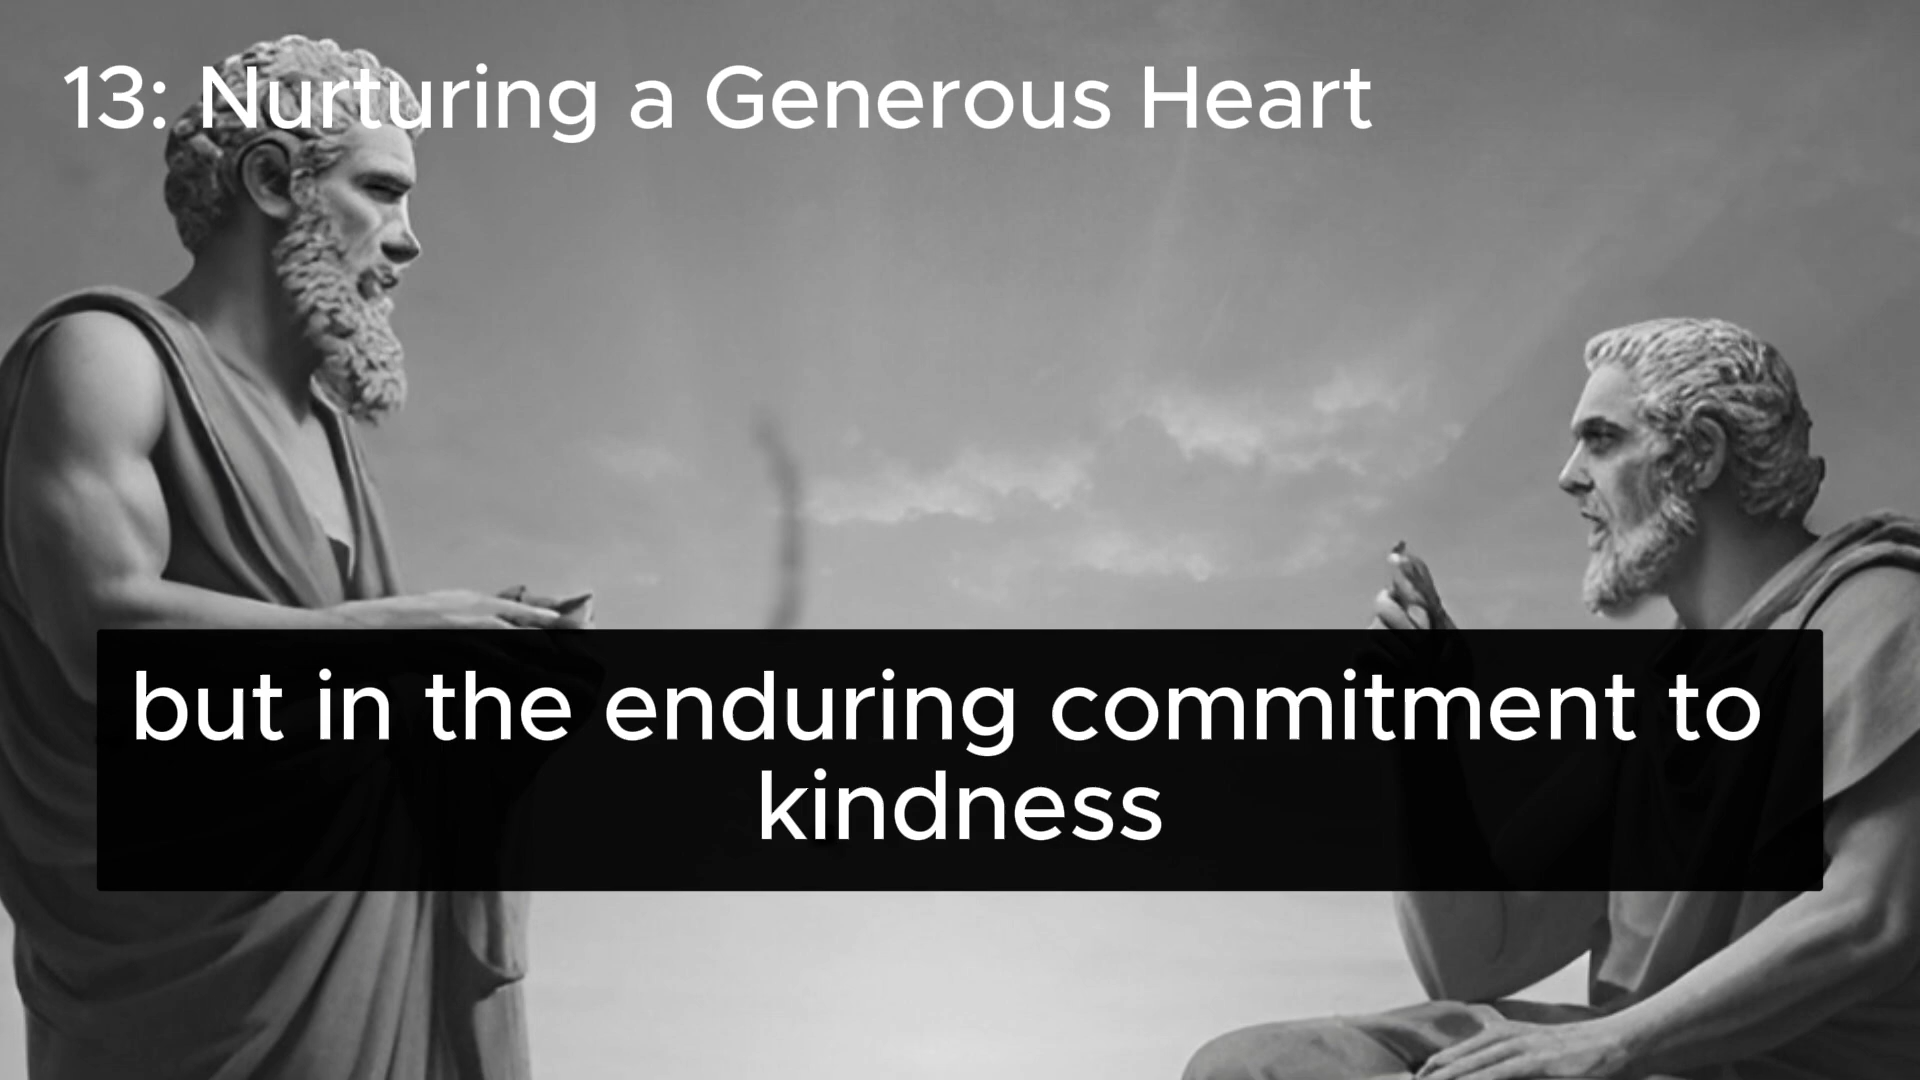 13: Nurturing a Generous Heart
but in the enduring commitment to
kindness